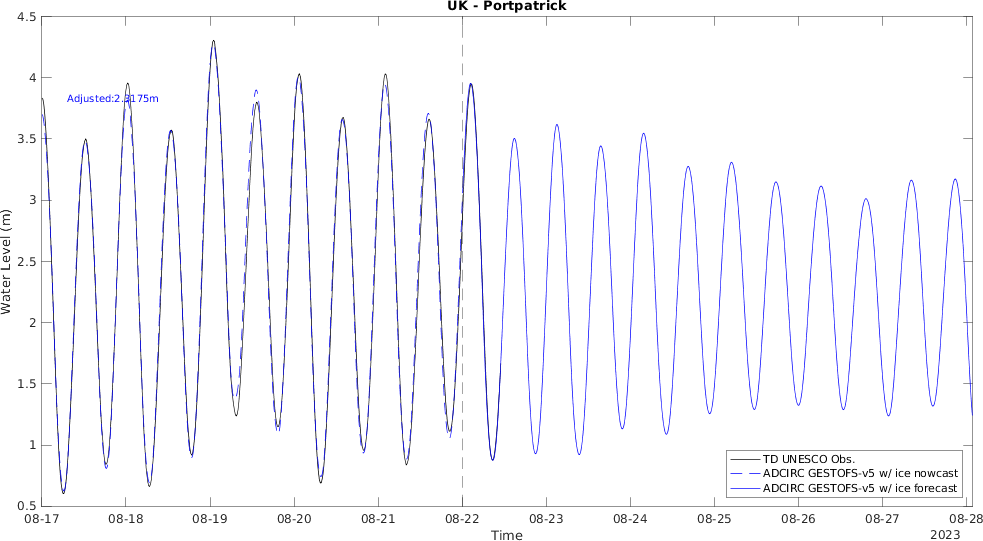 UK - Portpatrick
Water Level (m)
4.5
4
3.5
3
2.5
2
1.5
1
0.5
Adjusted:2.3175m
TD UNESCO Obs.
ADCIRC GESTOFS-v5 w/ ice nowcast
ADCIRC GESTOFS-v5 w/ ice forecast
08-17 08-18 08-19 08-20 08-21 08-22 08-23 08-24 08-25 08-26 08-27 08-28
Time
2023